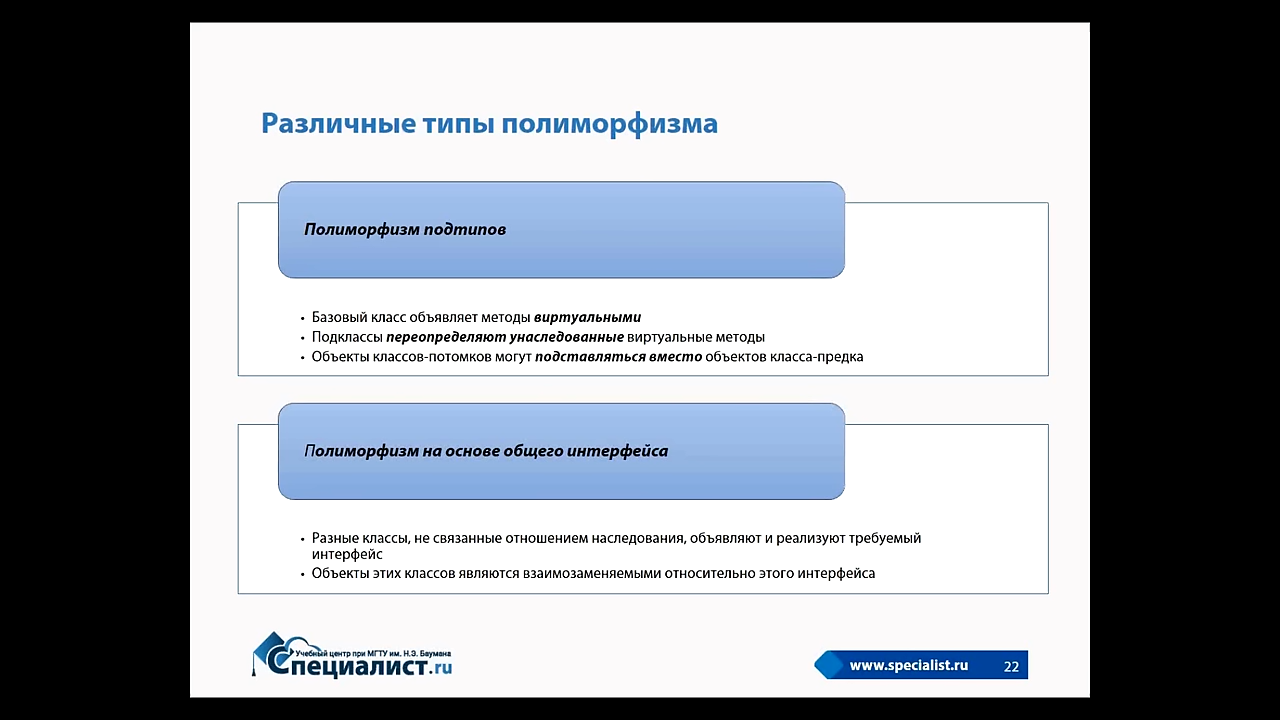 Различные типы полиморфизма
Полиморфизм подтипов
• Базовый класс объявляет методы виртуальными
• Подклассы переопределяют унаследованные виртуальные методы
• Объекты классов-потомков могут подставляться вместо объектов класса-предка
Полиморфизм на основе общего интерфейса
• Разные классы, не связанные отношением наследования, объявляют и реализуют требуемый
интерфейс
• Объекты этих классов являются взаимозаменяемыми относительно этого интерфейса
Учебный центр при МГТУ им. Н.Э. Баумана
Специалист.ru
www.specialist.ru 22